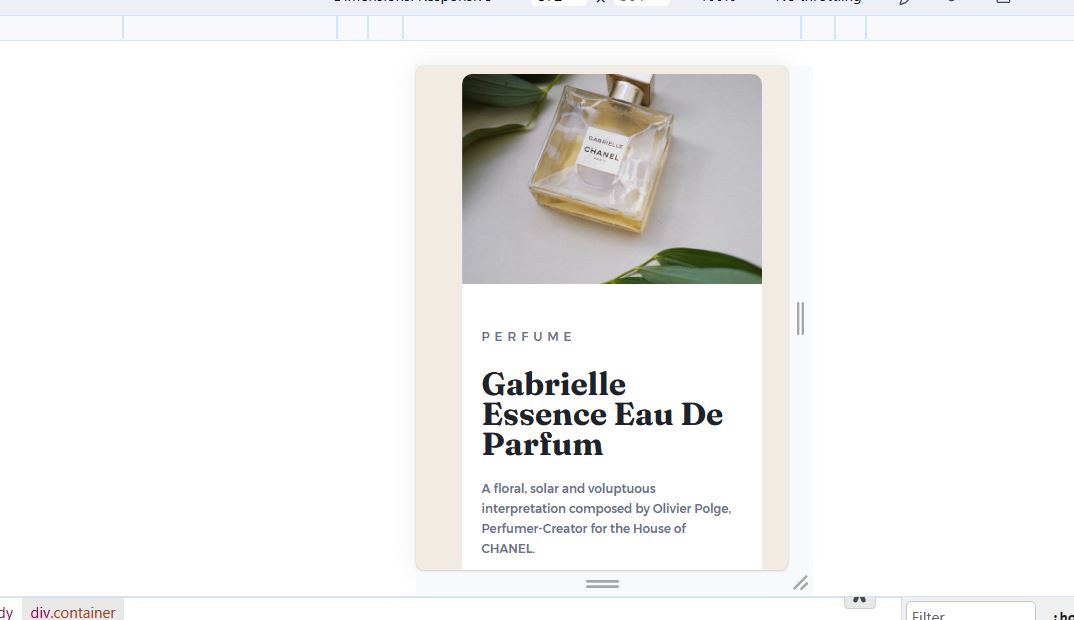 GABRIELLE
CHANEL
PARIS
PERFUME
Gabrielle
Essence Eau De
Parfum
A floral, solar and voluptuous
interpretation composed by Olivier Polge,
Perfumer-Creator for the House of
CHANEL.
div.container
Filter